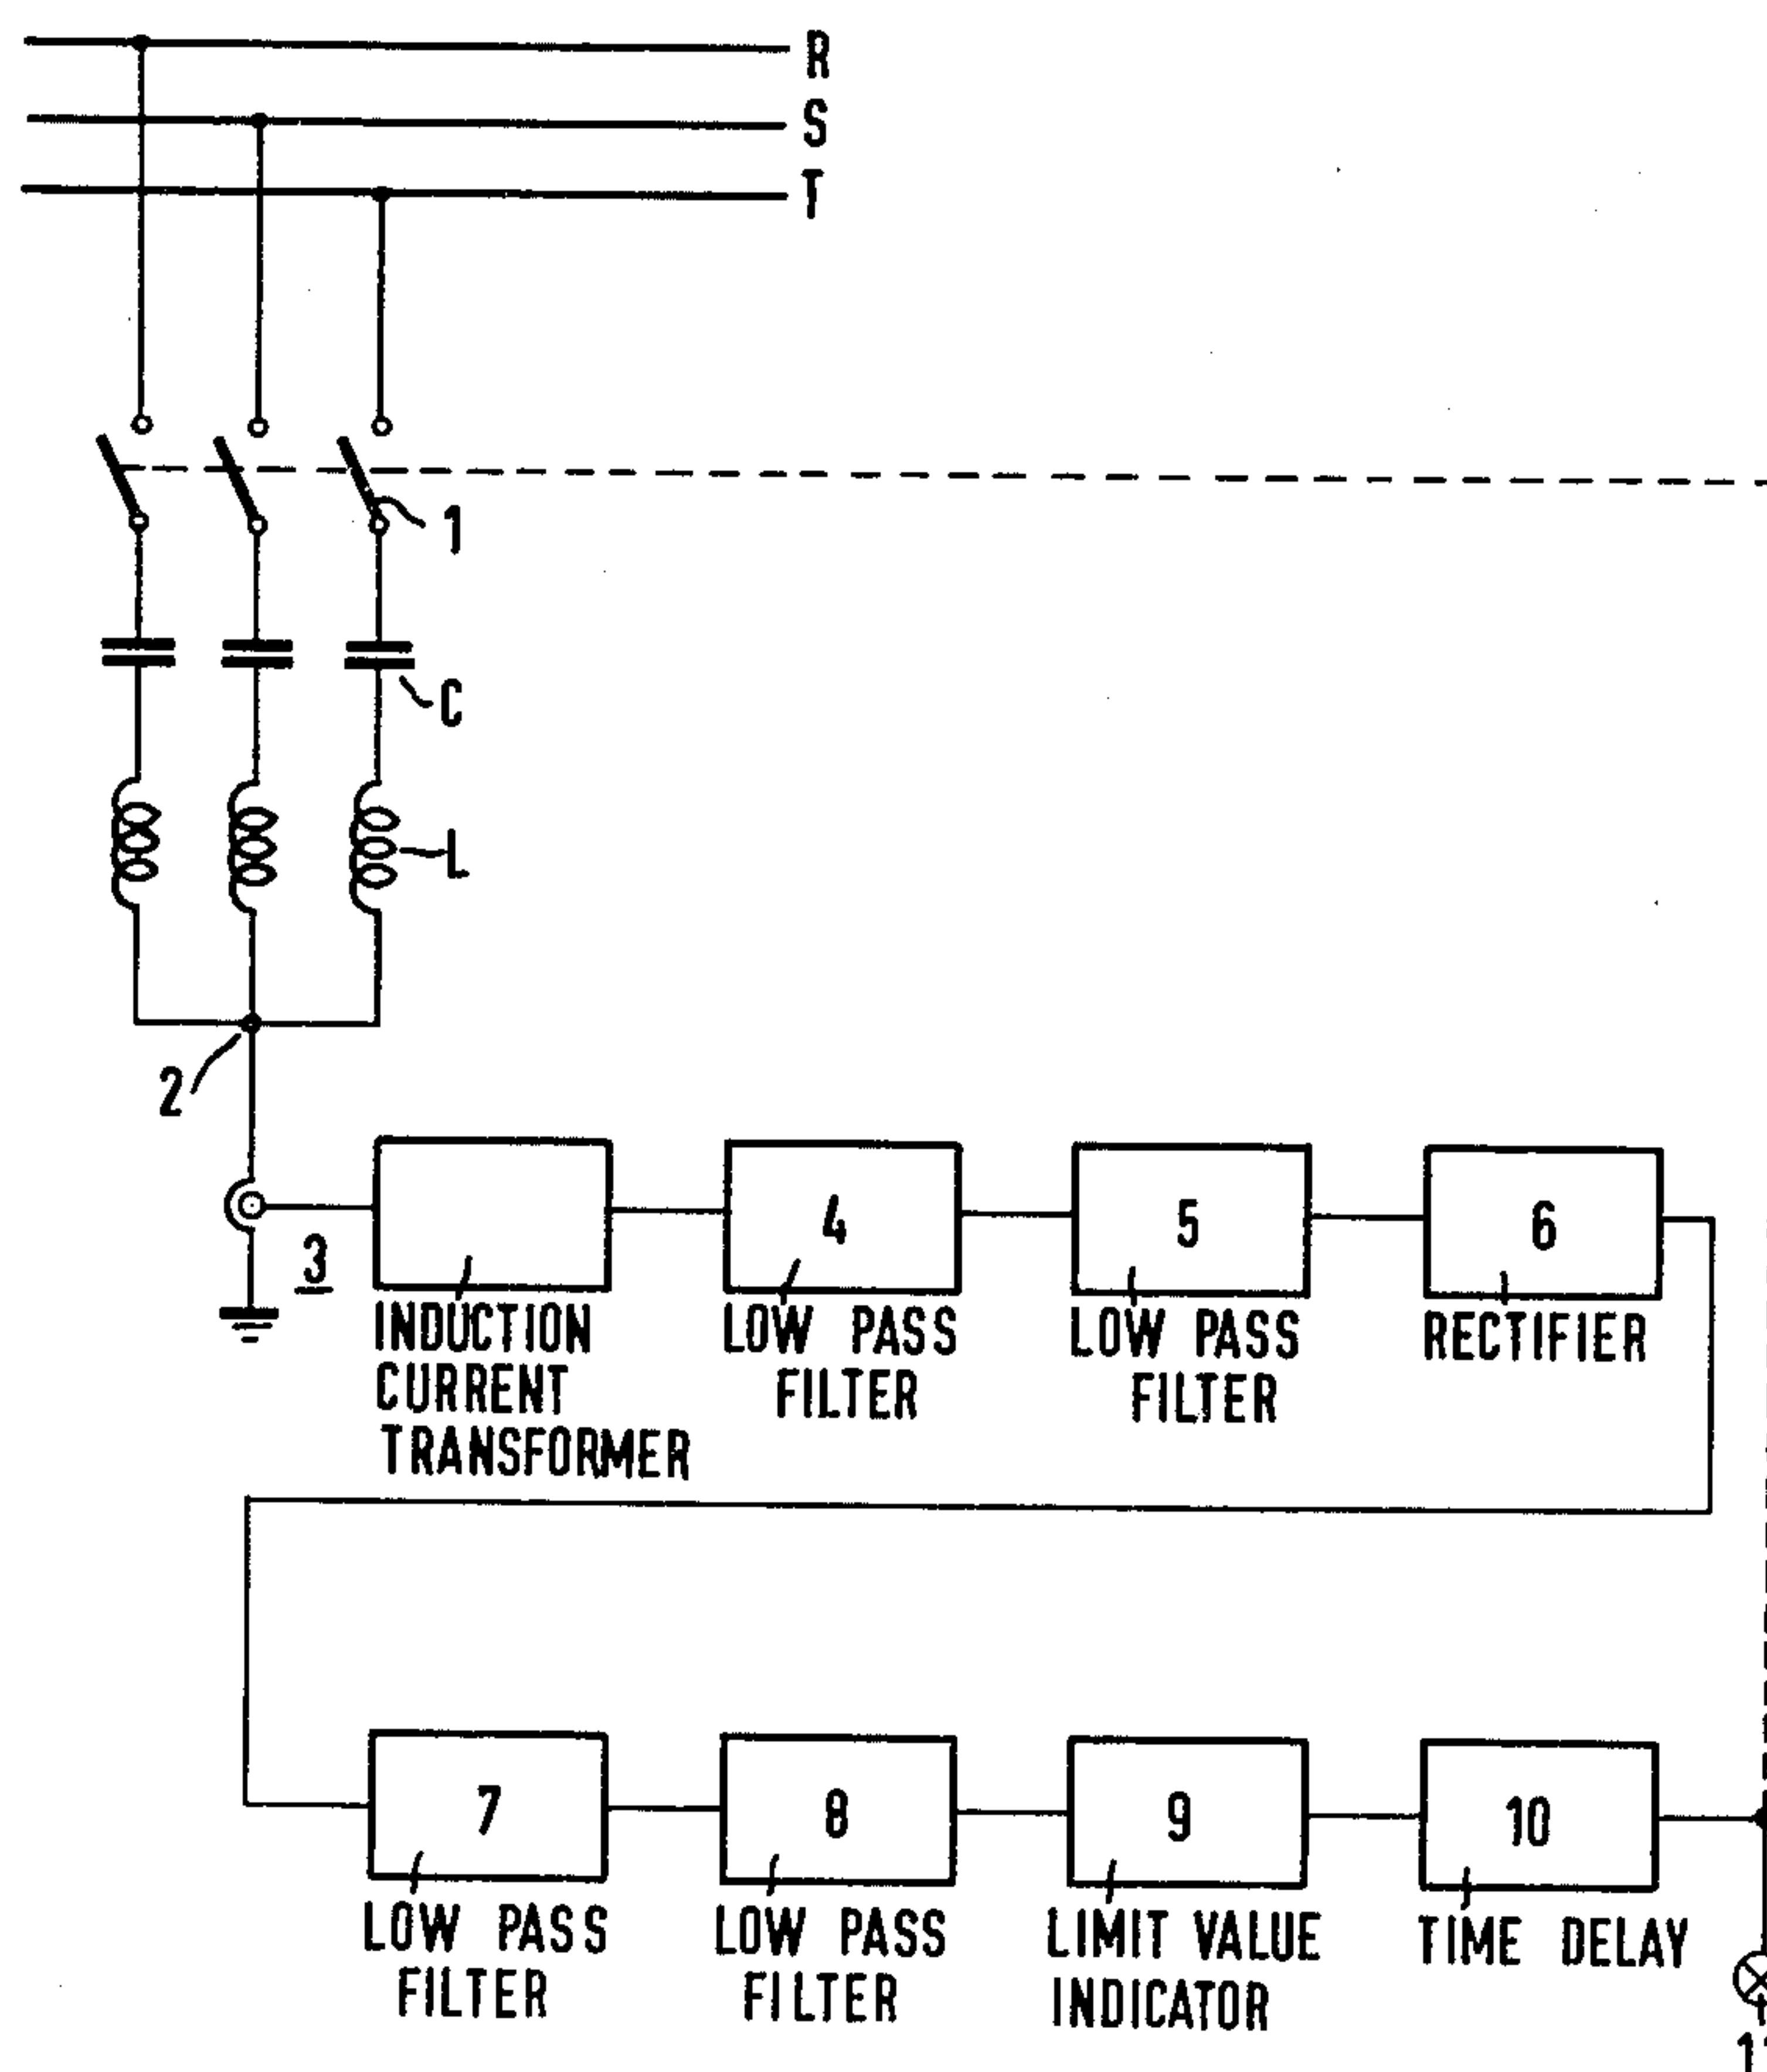 R
S
T
1
C
L
2
3
4
5
6
INDUCTION
CURRENT
TRANSFORMER
LOW PASS
FILTER
LOW PASS
FILTER
RECTIFIER
7
8
9
10
LOW PASS
FILTER
LOW PASS
FILTER
LIMIT VALUE
INDICATOR
TIME DELAY